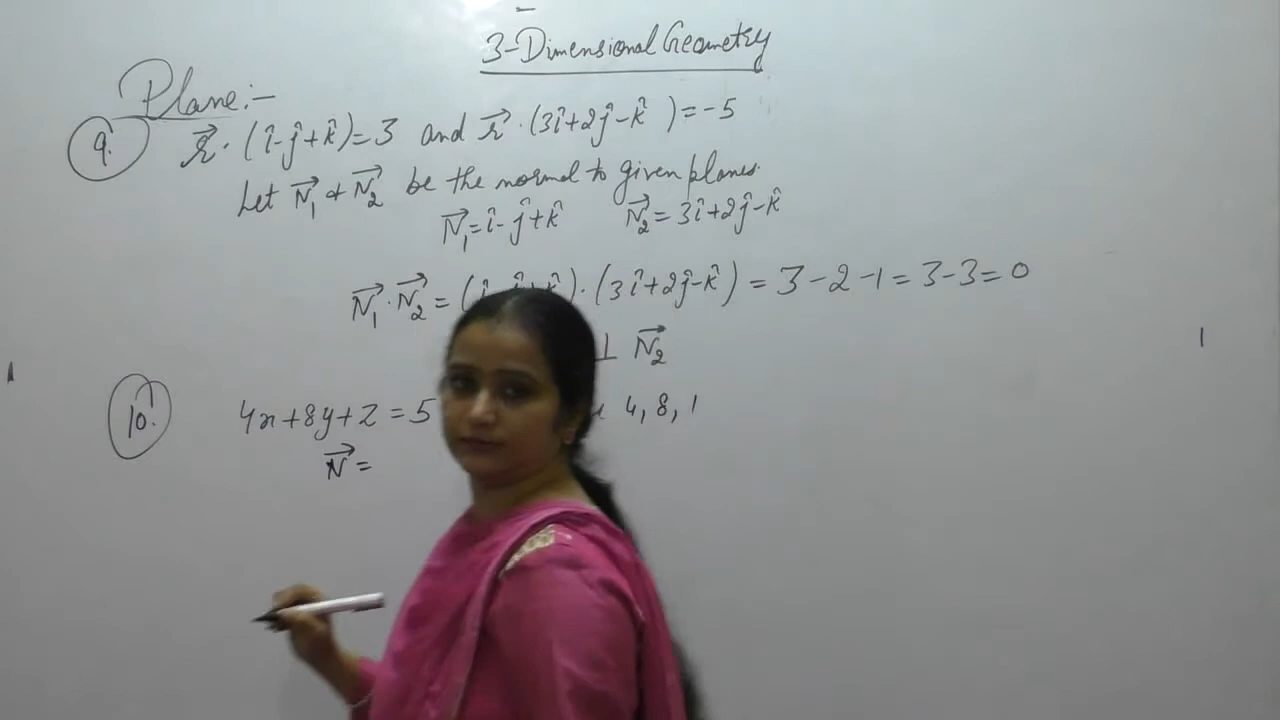 3-Dimensional Geometry
Plane:-
9. r⃗ · (î-ĵ+k̂)=3 and r⃗ · (3î+2ĵ-k̂)=-5
Let N⃗₁ & N⃗₂ be the normal to given planes.
N⃗₁=î-ĵ+k̂ N⃗₂=3î+2ĵ-k̂
N⃗₁·N⃗₂=( )·(3î+2ĵ-k̂)=3-2-1=3-3=0
⊥ N⃗₂
10. 4x+8y+z=5 4, 8, 1
N⃗=